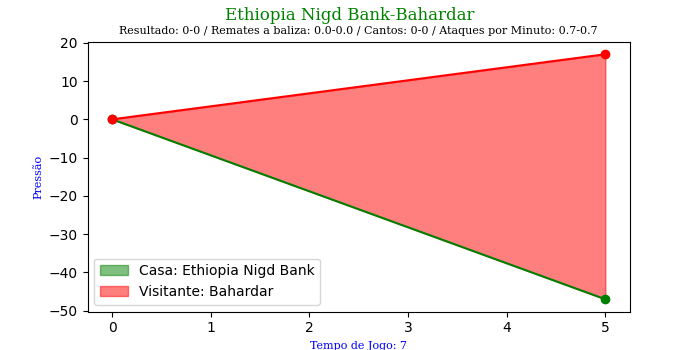 Ethiopia Nigd Bank-Bahardar
Resultado: 0-0 / Remates a baliza: 0.0-0.0 / Cantos: 0-0 / Ataques por Minuto: 0.7-0.7
20
10
0
−10
−20
−30
−40
−50
Pressão
Casa: Ethiopia Nigd Bank
Visitante: Bahardar
0 1 2 3 4 5
Tempo de Jogo: 7